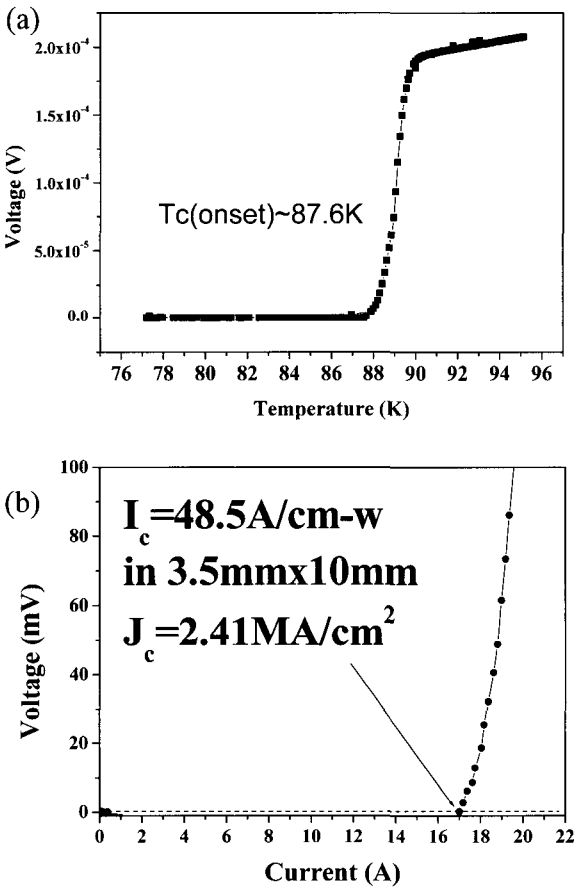 (a)
2.0x10⁻⁴
1.5x10⁻⁴
1.0x10⁻⁴
5.0x10⁻⁵
0.0
Voltage (V)
Tc(onset)~87.6K
76 78 80 82 84 86 88 90 92 94 96
Temperature (K)
(b)
100
80
60
40
20
0
Voltage (mV)
I_c=48.5A/cm-w
in 3.5mmx10mm
J_c=2.41MA/cm²
0 2 4 6 8 10 12 14 16 18 20 22
Current (A)